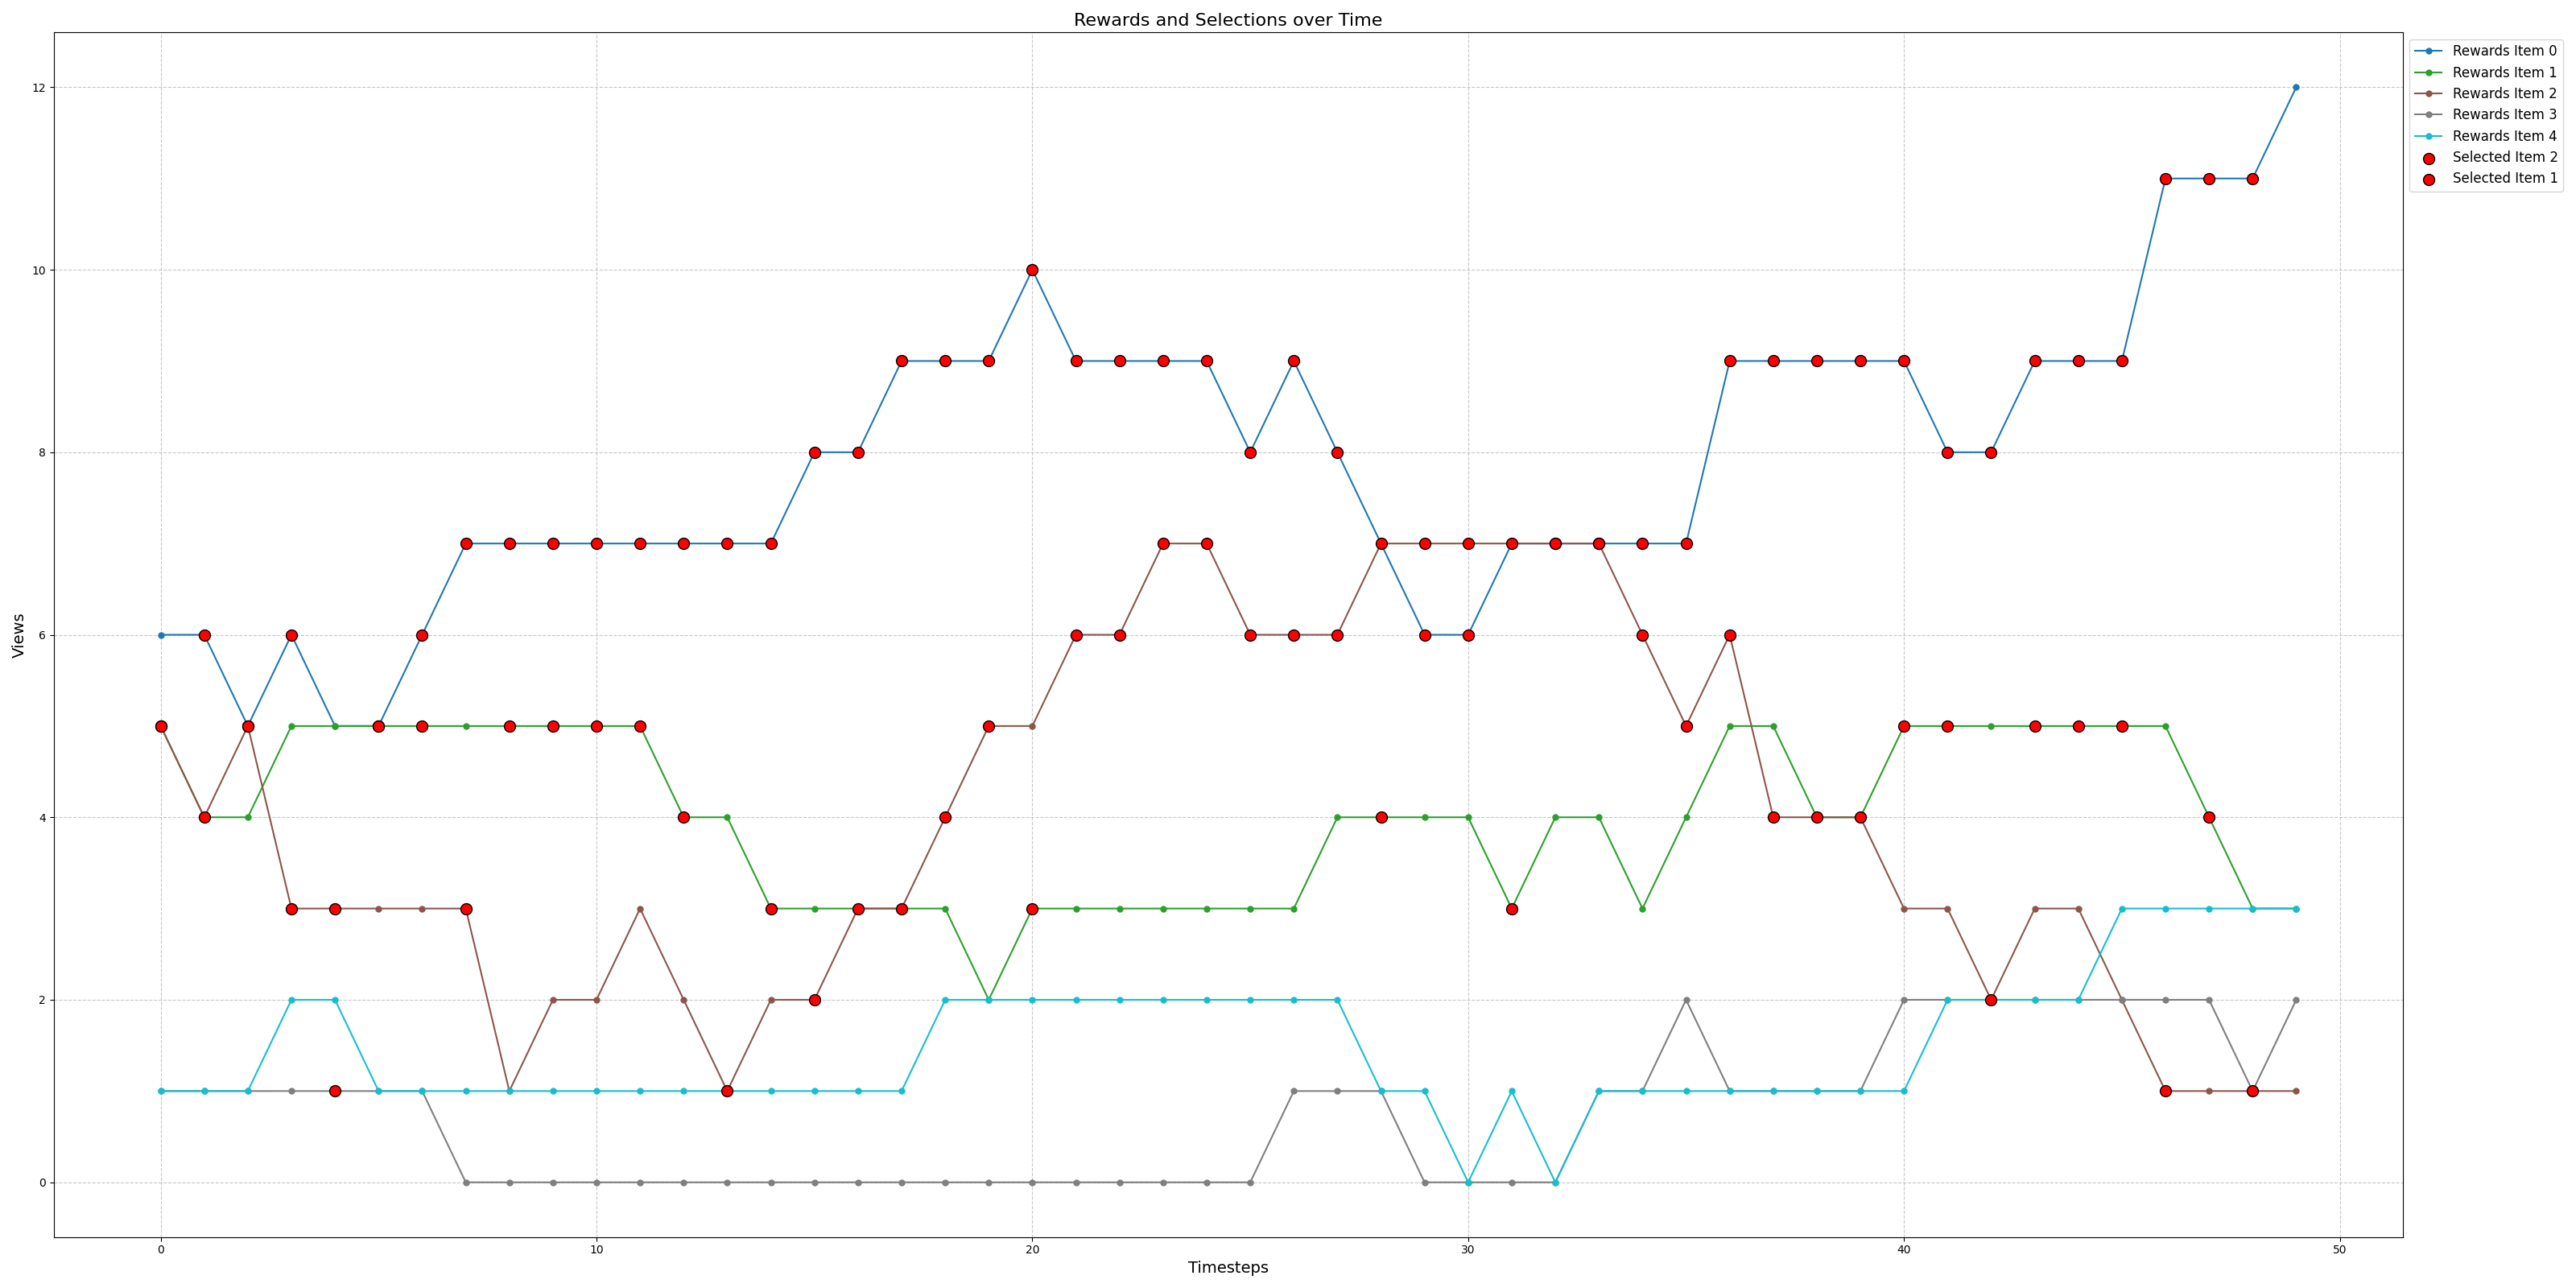 Rewards and Selections over Time
Rewards Item 0
Rewards Item 1
Rewards Item 2
Rewards Item 3
Rewards Item 4
Selected Item 2
Selected Item 1
Views
12
10
8
6
4
2
0
0 10 20 30 40 50
Timesteps